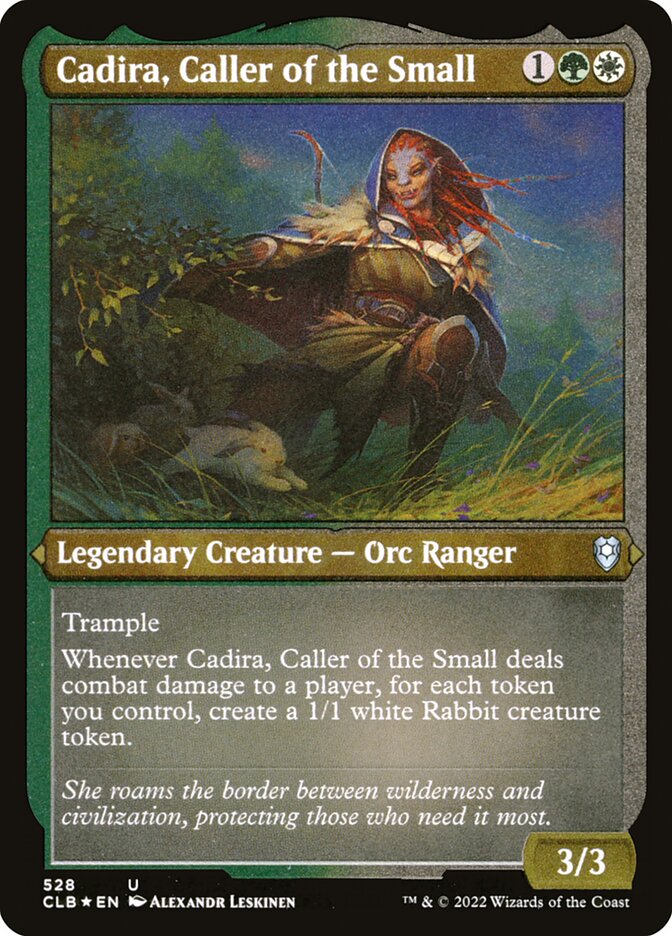 Cadira, Caller of the Small 1
Legendary Creature — Orc Ranger
Trample
Whenever Cadira, Caller of the Small deals
combat damage to a player, for each token
you control, create a 1/1 white Rabbit creature
token.
She roams the border between wilderness and
civilization, protecting those who need it most.
3/3
528 U
CLB★EN Alexandr Leskinen ™ & © 2022 Wizards of the Coast